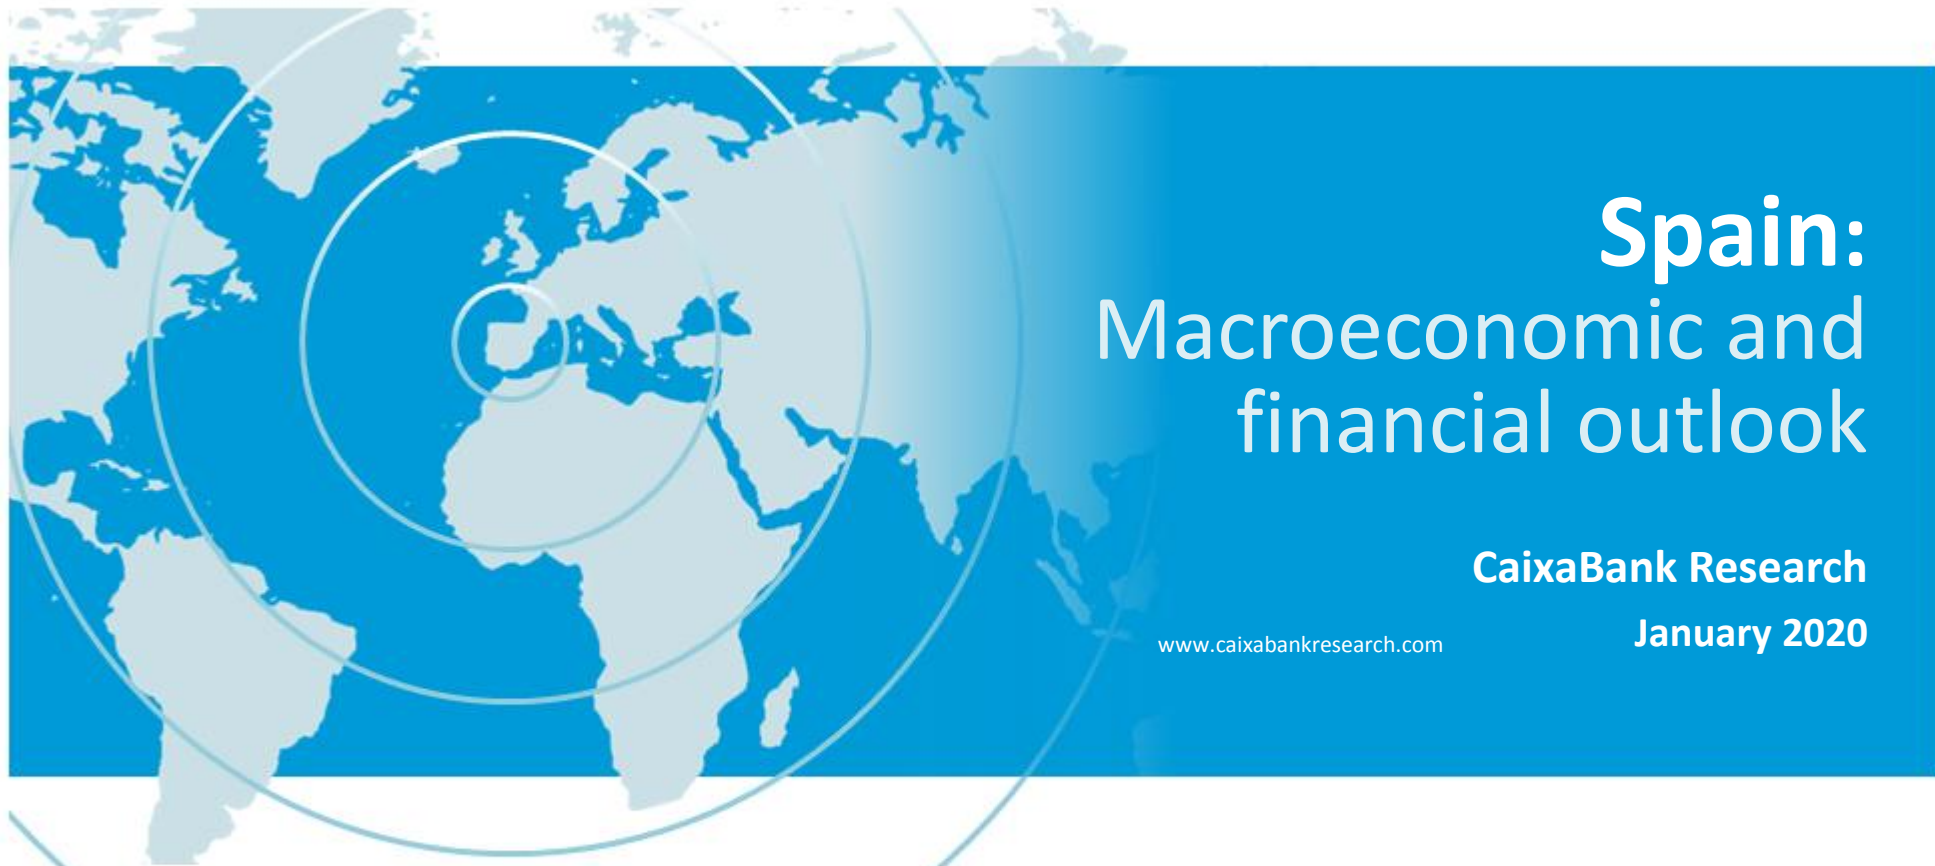 Spain:
Macroeconomic and
financial outlook
CaixaBank Research
January 2020
www.caixabankresearch.com